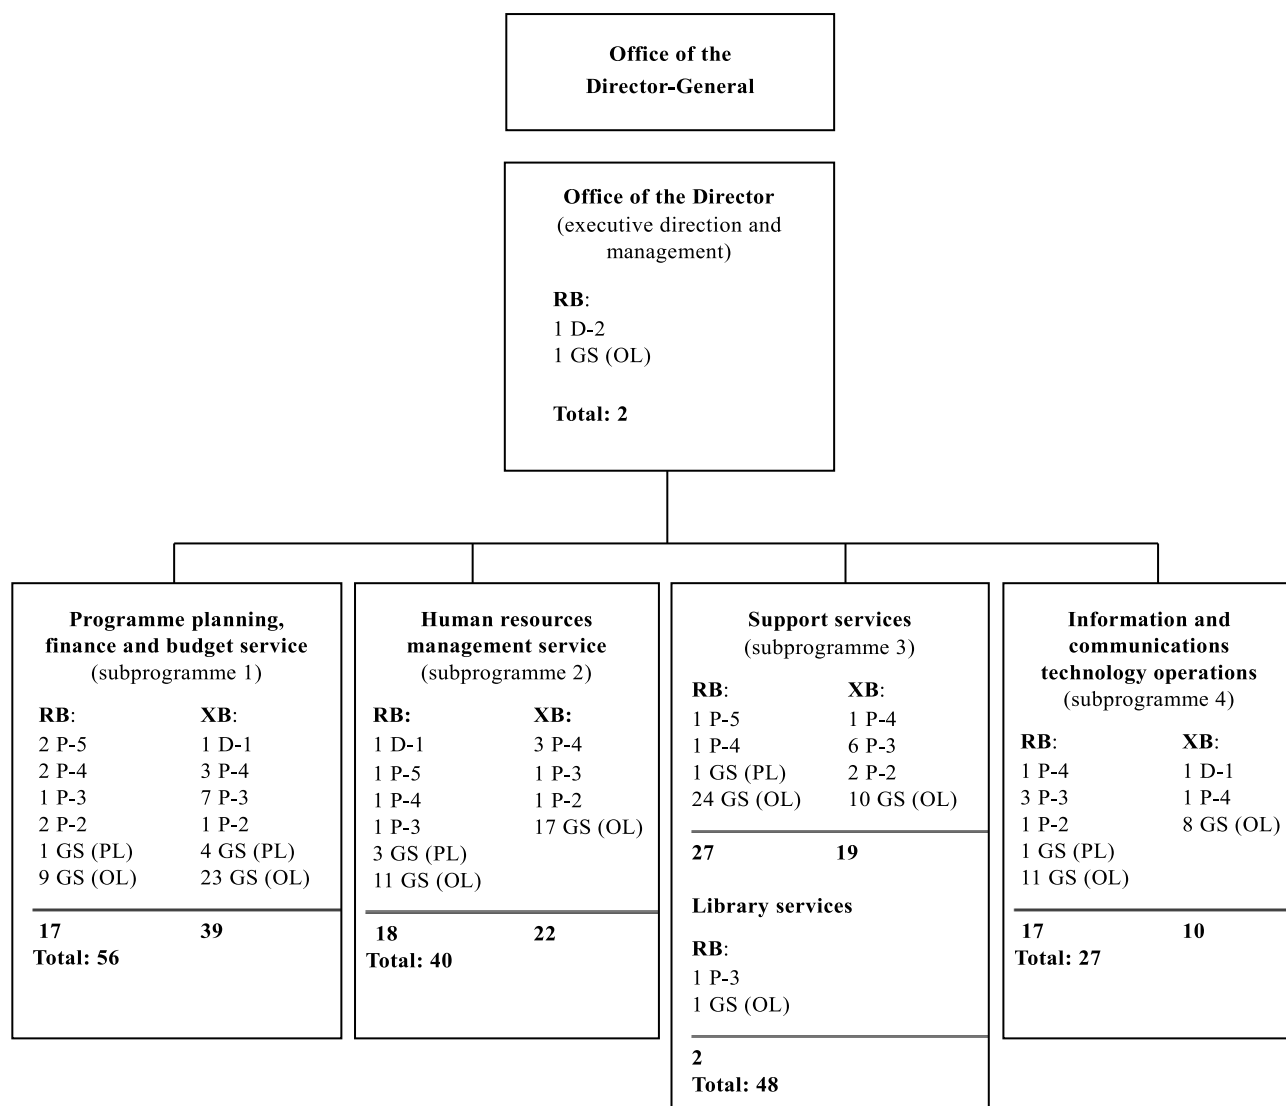 Office of the
Director-General
Office of the Director
(executive direction and
management)
RB:
1 D-2
1 GS (OL)
Total: 2
Programme planning,
finance and budget service
(subprogramme 1)
RB: XB:
2 P-5 1 D-1
2 P-4 3 P-4
1 P-3 7 P-3
2 P-2 1 P-2
1 GS (PL) 4 GS (PL)
9 GS (OL) 23 GS (OL)
17 39
Total: 56
Human resources
management service
(subprogramme 2)
RB: XB:
1 D-1 3 P-4
1 P-5 1 P-3
1 P-4 1 P-2
1 P-3 17 GS (OL)
3 GS (PL)
11 GS (OL)
18 22
Total: 40
Support services
(subprogramme 3)
RB: XB:
1 P-5 1 P-4
1 P-4 6 P-3
1 GS (PL) 2 P-2
24 GS (OL) 10 GS (OL)
27 19
Library services
RB:
1 P-3
1 GS (OL)
2
Total: 48
Information and
communications
technology operations
(subprogramme 4)
RB: XB:
1 P-4 1 D-1
3 P-3 1 P-4
1 P-2 8 GS (OL)
1 GS (PL)
11 GS (OL)
17 10
Total: 27